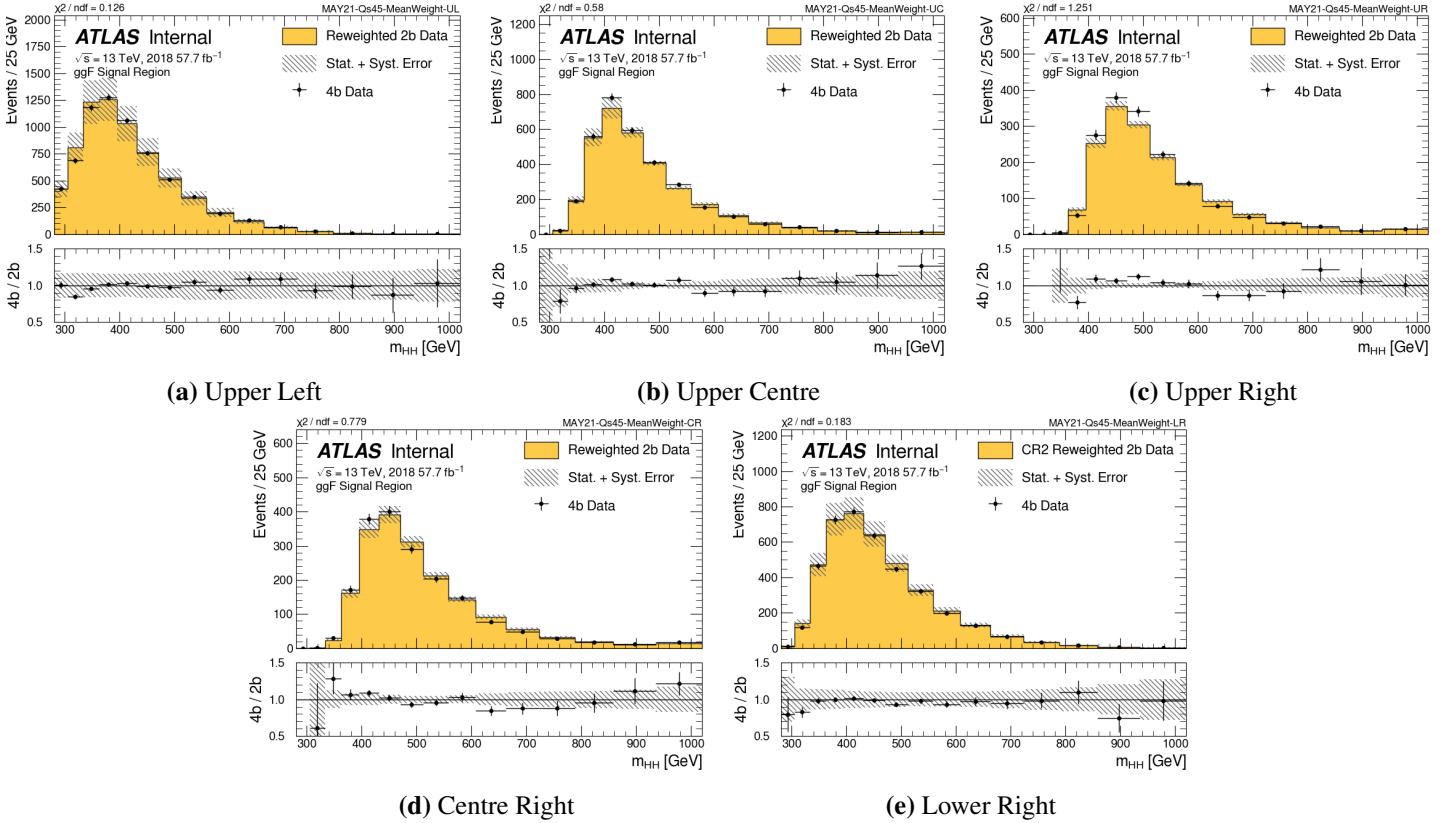 χ2 / ndf = 0.126 MAY21-Qs45-MeanWeight-UL
ATLAS Internal
√s = 13 TeV, 2018 57.7 fb⁻¹
ggF Signal Region
Reweighted 2b Data
Stat. + Syst. Error
4b Data
Events / 25 GeV
2000
1750
1500
1250
1000
750
500
250
0
4b / 2b
1.5
1.0
0.5
300 400 500 600 700 800 900 1000
m_HH [GeV]
(a) Upper Left
χ2 / ndf = 0.58 MAY21-Qs45-MeanWeight-UC
ATLAS Internal
√s = 13 TeV, 2018 57.7 fb⁻¹
ggF Signal Region
Reweighted 2b Data
Stat. + Syst. Error
4b Data
Events / 25 GeV
1200
1000
800
600
400
200
0
4b / 2b
1.5
1.0
0.5
300 400 500 600 700 800 900 1000
m_HH [GeV]
(b) Upper Centre
χ2 / ndf = 1.251 MAY21-Qs45-MeanWeight-UR
ATLAS Internal
√s = 13 TeV, 2018 57.7 fb⁻¹
ggF Signal Region
Reweighted 2b Data
Stat. + Syst. Error
4b Data
Events / 25 GeV
600
500
400
300
200
100
0
4b / 2b
1.5
1.0
0.5
300 400 500 600 700 800 900 1000
m_HH [GeV]
(c) Upper Right
χ2 / ndf = 0.779 MAY21-Qs45-MeanWeight-CR
ATLAS Internal
√s = 13 TeV, 2018 57.7 fb⁻¹
ggF Signal Region
Reweighted 2b Data
Stat. + Syst. Error
4b Data
Events / 25 GeV
600
500
400
300
200
100
0
4b / 2b
1.5
1.0
0.5
300 400 500 600 700 800 900 1000
m_HH [GeV]
(d) Centre Right
χ2 / ndf = 0.183 MAY21-Qs45-MeanWeight-LR
ATLAS Internal
√s = 13 TeV, 2018 57.7 fb⁻¹
ggF Signal Region
CR2 Reweighted 2b Data
Stat. + Syst. Error
4b Data
Events / 25 GeV
1200
1000
800
600
400
200
0
4b / 2b
1.5
1.0
0.5
300 400 500 600 700 800 900 1000
m_HH [GeV]
(e) Lower Right